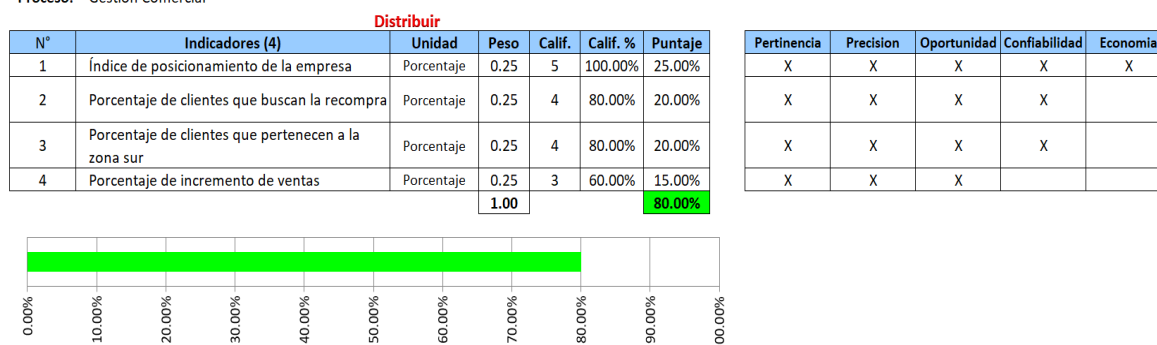 Proceso: Gestión Comercial
Distribuir
N° Indicadores (4) Unidad Peso Calif. Calif. % Puntaje Pertinencia Precision Oportunidad Confiabilidad Economia
1 Índice de posicionamiento de la empresa Porcentaje 0.25 5 100.00% 25.00% X X X X X
2 Porcentaje de clientes que buscan la recompra Porcentaje 0.25 4 80.00% 20.00% X X X X
3 Porcentaje de clientes que pertenecen a la zona sur Porcentaje 0.25 4 80.00% 20.00% X X X X
4 Porcentaje de incremento de ventas Porcentaje 0.25 3 60.00% 15.00% X X X
1.00 80.00%
0.00% 10.00% 20.00% 30.00% 40.00% 50.00% 60.00% 70.00% 80.00% 90.00% 00.00%